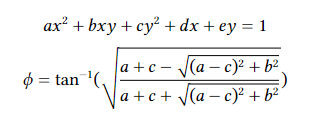 ax² + bxy + cy² + dx + ey = 1
ϕ = tan⁻¹(√((a + c − √((a − c)² + b²))/(a + c + √((a − c)² + b²))))